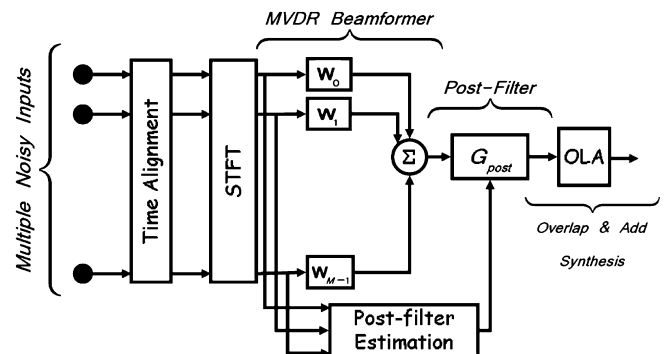 MVDR Beamformer
Multiple Noisy Inputs
Time Alignment
STFT
W0
W1
WM-1
Σ
Post-Filter
Gpost
OLA
Overlap & Add
Synthesis
Post-filter
Estimation